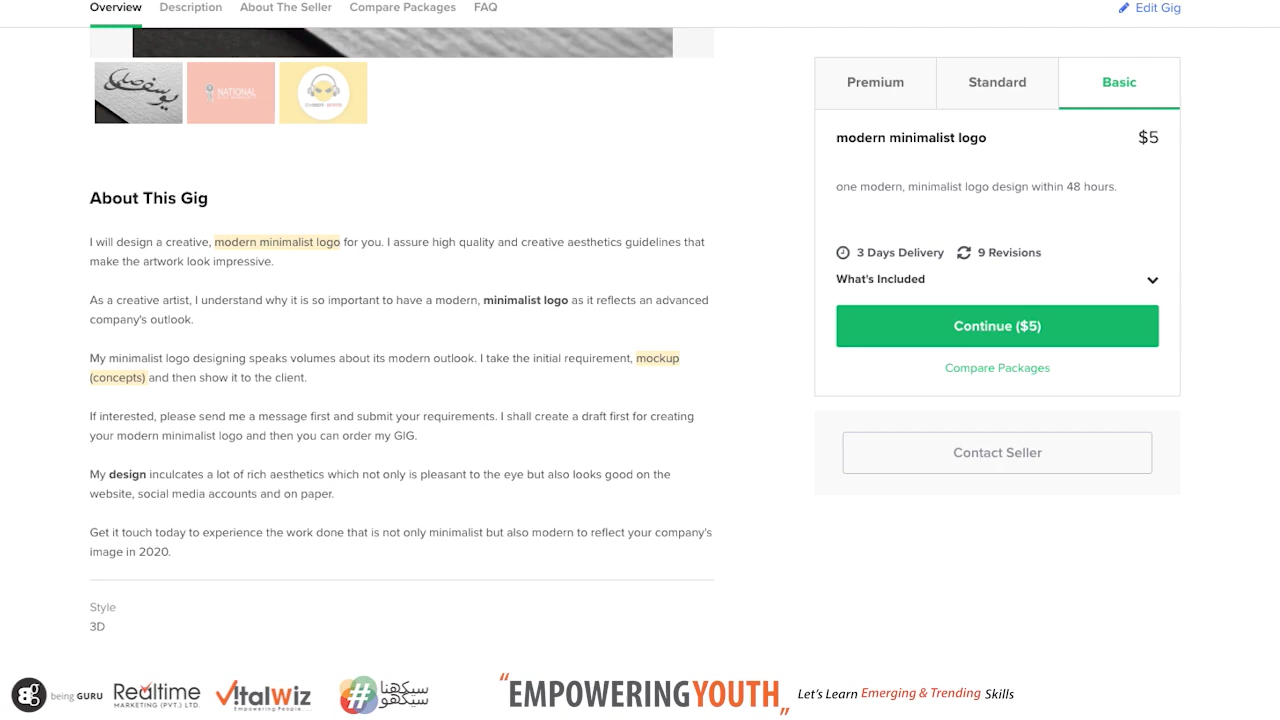 Overview Description About The Seller Compare Packages FAQ
Edit Gig
NATIONAL
Premium Standard Basic
modern minimalist logo $5
one modern, minimalist logo design within 48 hours.
3 Days Delivery 9 Revisions
What's Included
Continue ($5)
Compare Packages
Contact Seller
About This Gig
I will design a creative, modern minimalist logo for you. I assure high quality and creative aesthetics guidelines that
make the artwork look impressive.
As a creative artist, I understand why it is so important to have a modern, minimalist logo as it reflects an advanced
company's outlook.
My minimalist logo designing speaks volumes about its modern outlook. I take the initial requirement, mockup
(concepts) and then show it to the client.
If interested, please send me a message first and submit your requirements. I shall create a draft first for creating
your modern minimalist logo and then you can order my GIG.
My design inculcates a lot of rich aesthetics which not only is pleasant to the eye but also looks good on the
website, social media accounts and on paper.
Get it touch today to experience the work done that is not only minimalist but also modern to reflect your company's
image in 2020.
Style
3D
being GURU
Realtime
MARKETING (PVT.) LTD.
VitalWiz
Empowering People...
#
سیکھنا
سیکھو
“EMPOWERING YOUTH„ Let's Learn Emerging & Trending Skills